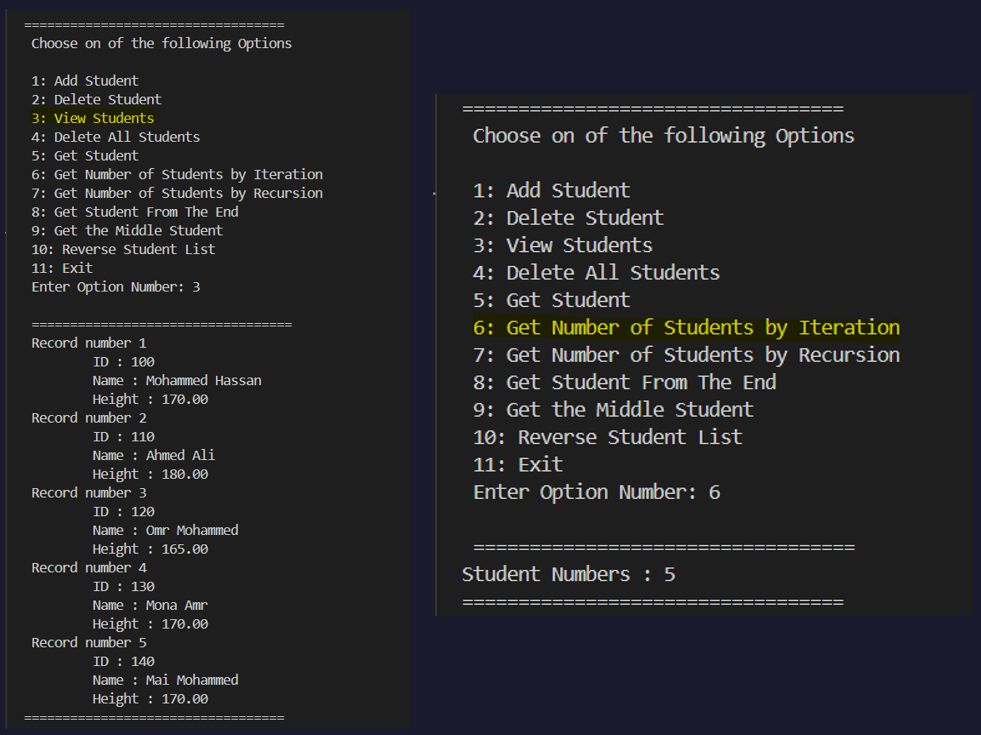 ==================================
Choose on of the following Options
1: Add Student
2: Delete Student
3: View Students
4: Delete All Students
5: Get Student
6: Get Number of Students by Iteration
7: Get Number of Students by Recursion
8: Get Student From The End
9: Get the Middle Student
10: Reverse Student List
11: Exit
Enter Option Number: 3
==================================
Record number 1
ID : 100
Name : Mohammed Hassan
Height : 170.00
Record number 2
ID : 110
Name : Ahmed Ali
Height : 180.00
Record number 3
ID : 120
Name : Omr Mohammed
Height : 165.00
Record number 4
ID : 130
Name : Mona Amr
Height : 170.00
Record number 5
ID : 140
Name : Mai Mohammed
Height : 170.00
==================================
==================================
Choose on of the following Options
1: Add Student
2: Delete Student
3: View Students
4: Delete All Students
5: Get Student
6: Get Number of Students by Iteration
7: Get Number of Students by Recursion
8: Get Student From The End
9: Get the Middle Student
10: Reverse Student List
11: Exit
Enter Option Number: 6
==================================
Student Numbers : 5
==================================